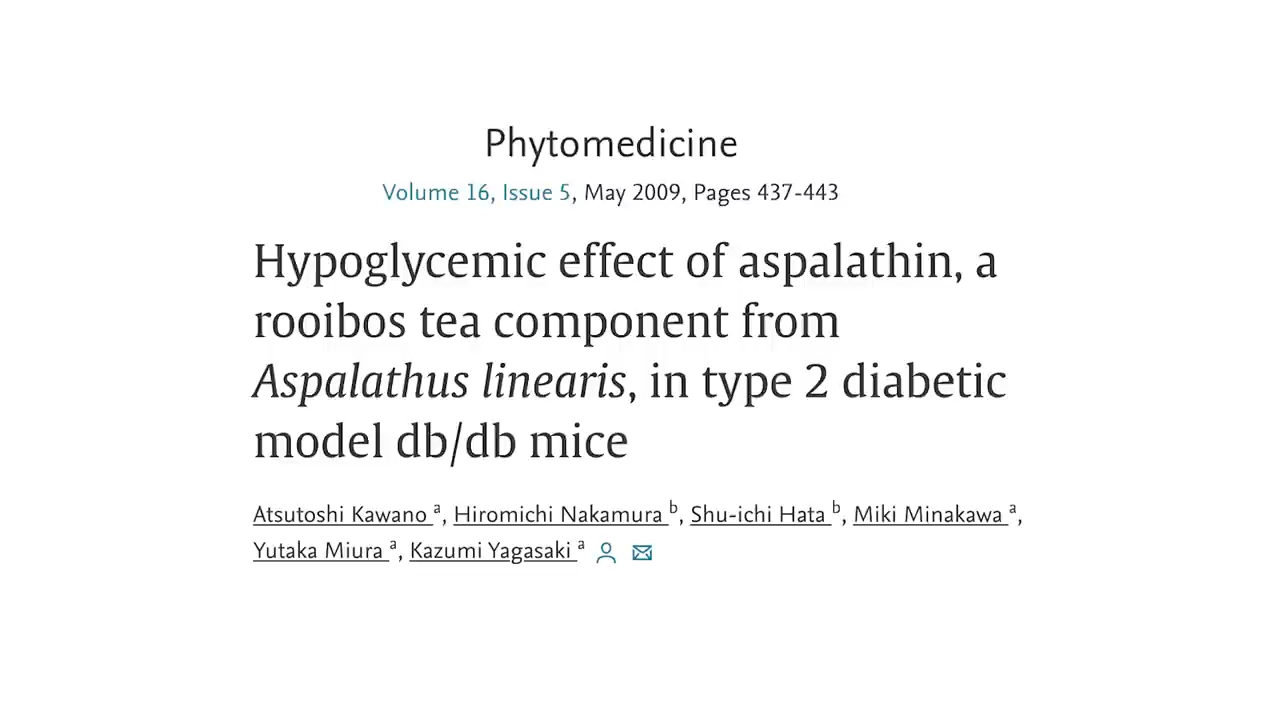 Phytomedicine
Volume 16, Issue 5, May 2009, Pages 437-443
Hypoglycemic effect of aspalathin, a
rooibos tea component from
Aspalathus linearis, in type 2 diabetic
model db/db mice
Atsutoshi Kawano a, Hiromichi Nakamura b, Shu-ichi Hata b, Miki Minakawa a,
Yutaka Miura a, Kazumi Yagasaki a